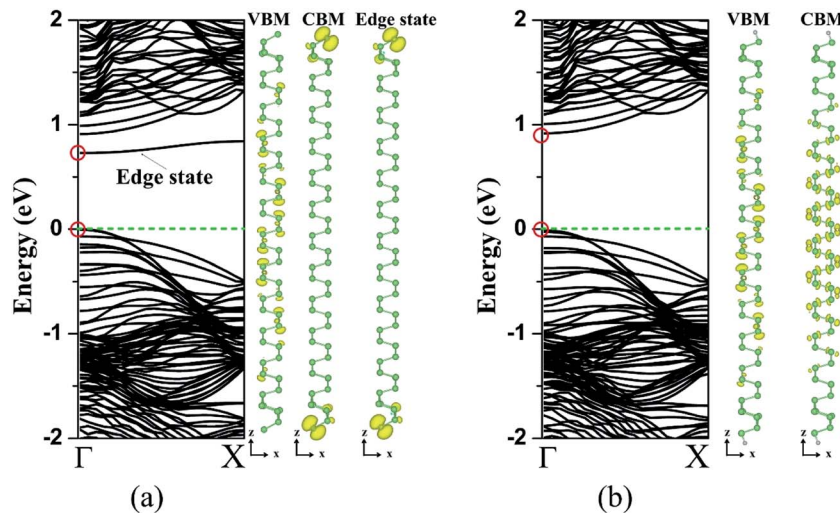 VBM CBM Edge state
2
1
0
-1
-2
Energy (eV)
Edge state
Γ X
z x
z x
z x
(a)
VBM CBM
2
1
0
-1
-2
Energy (eV)
Γ X
z x
z x
(b)